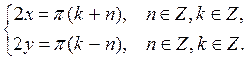 2x = π(k + n),  n ∈ Z, k ∈ Z,
2y = π(k − n),  n ∈ Z, k ∈ Z.